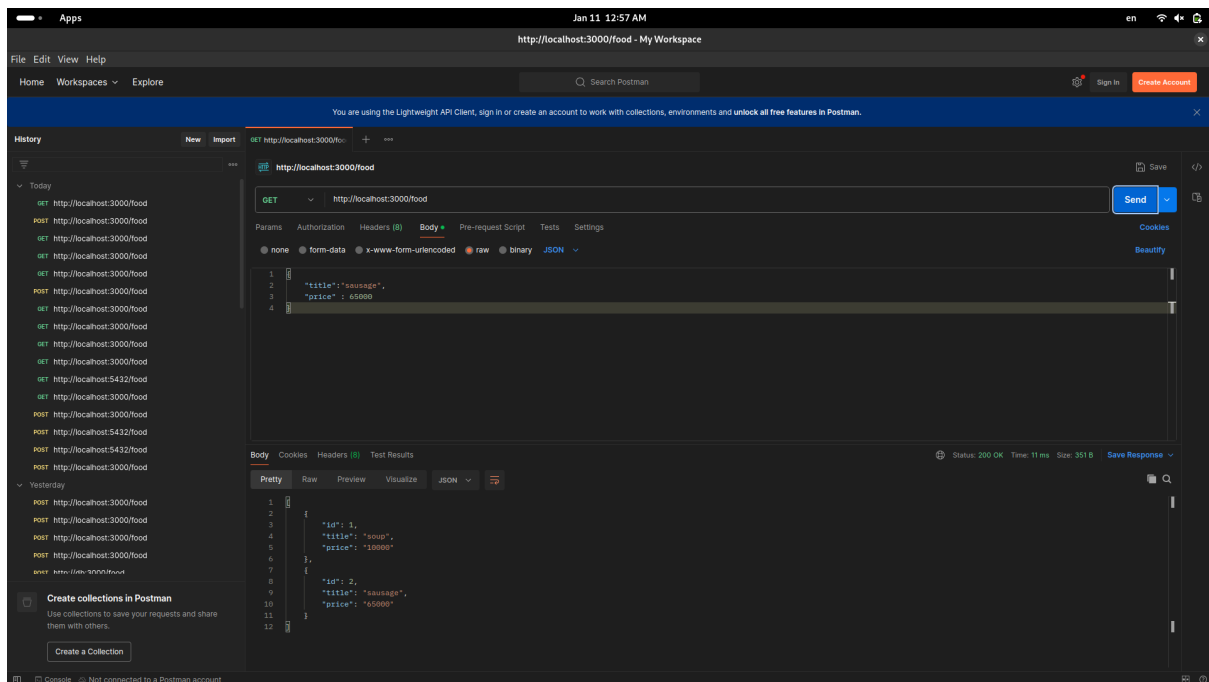 Apps
Jan 11 12:57 AM
en
http://localhost:3000/food - My Workspace
File Edit View Help
Home Workspaces Explore
Search Postman
Sign In
Create Account
You are using the Lightweight API Client, sign in or create an account to work with collections, environments and unlock all free features in Postman.
History
New Import
GET http://localhost:3000/foo
http://localhost:3000/food
Save
Today
GET http://localhost:3000/food
POST http://localhost:3000/food
GET http://localhost:3000/food
GET http://localhost:3000/food
GET http://localhost:3000/food
POST http://localhost:3000/food
GET http://localhost:3000/food
GET http://localhost:3000/food
GET http://localhost:3000/food
GET http://localhost:3000/food
GET http://localhost:5432/food
GET http://localhost:3000/food
POST http://localhost:3000/food
POST http://localhost:5432/food
POST http://localhost:5432/food
POST http://localhost:3000/food
Yesterday
POST http://localhost:3000/food
POST http://localhost:3000/food
POST http://localhost:3000/food
POST http://localhost:3000/food
POST http://db:3000/food
Create collections in Postman
Use collections to save your requests and share
them with others.
Create a Collection
GET http://localhost:3000/food
Send
Params Authorization Headers (8) Body Pre-request Script Tests Settings
Cookies
none form-data x-www-form-urlencoded raw binary JSON
Beautify
1 {
2 "title":"sausage",
3 "price" : 65000
4 }
Body Cookies Headers (8) Test Results
Status: 200 OK Time: 11 ms Size: 351 B Save Response
Pretty Raw Preview Visualize JSON
1 [
2 {
3 "id": 1,
4 "title": "soup",
5 "price": "10000"
6 },
7 {
8 "id": 2,
9 "title": "sausage",
10 "price": "65000"
11 }
12 ]
Console Not connected to a Postman account